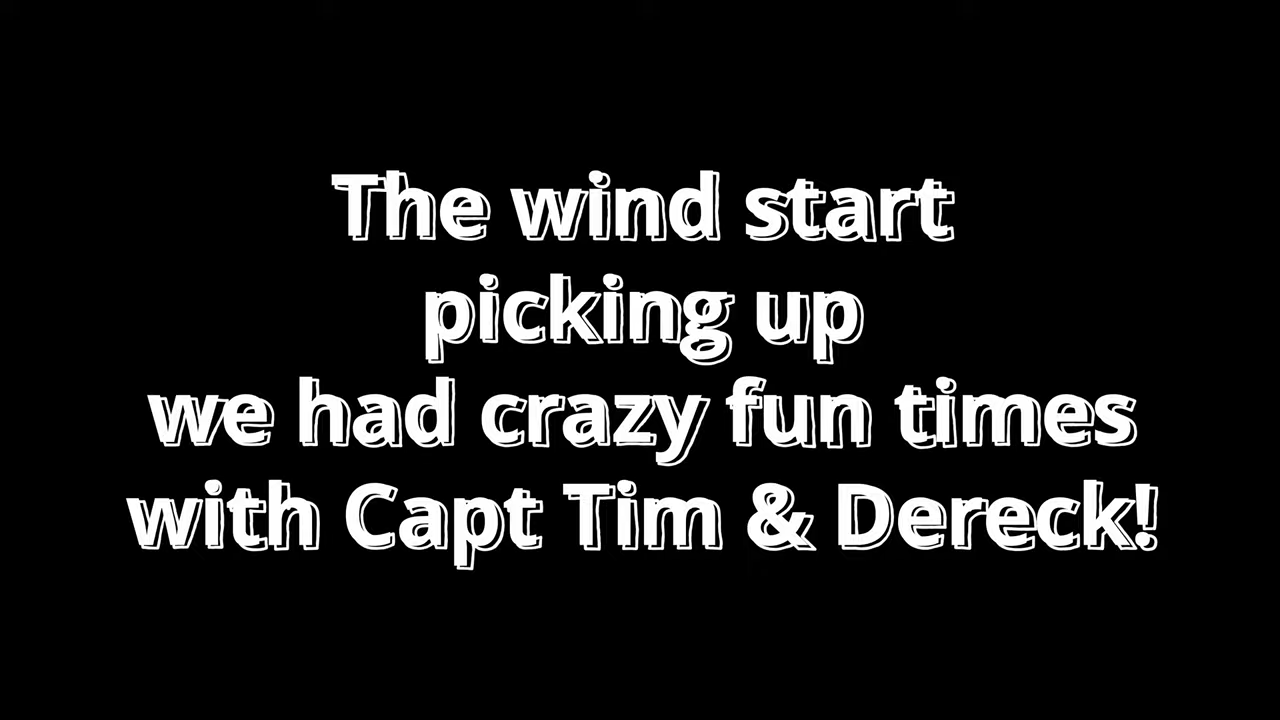 The wind start
picking up
we had crazy fun times
with Capt Tim & Dereck!